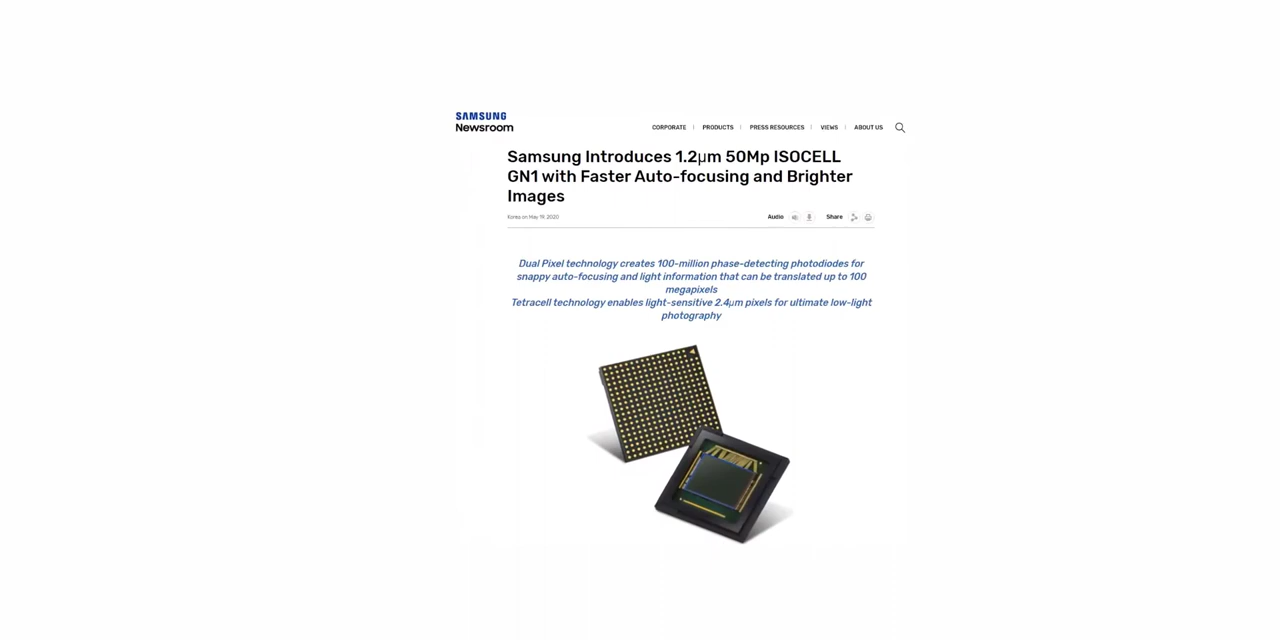 SAMSUNG
Newsroom
CORPORATE | PRODUCTS | PRESS RESOURCES | VIEWS | ABOUT US
Samsung Introduces 1.2μm 50Mp ISOCELL
GN1 with Faster Auto-focusing and Brighter
Images
Korea on May 19, 2020
Audio
Share
Dual Pixel technology creates 100-million phase-detecting photodiodes for
snappy auto-focusing and light information that can be translated up to 100
megapixels
Tetracell technology enables light-sensitive 2.4μm pixels for ultimate low-light
photography